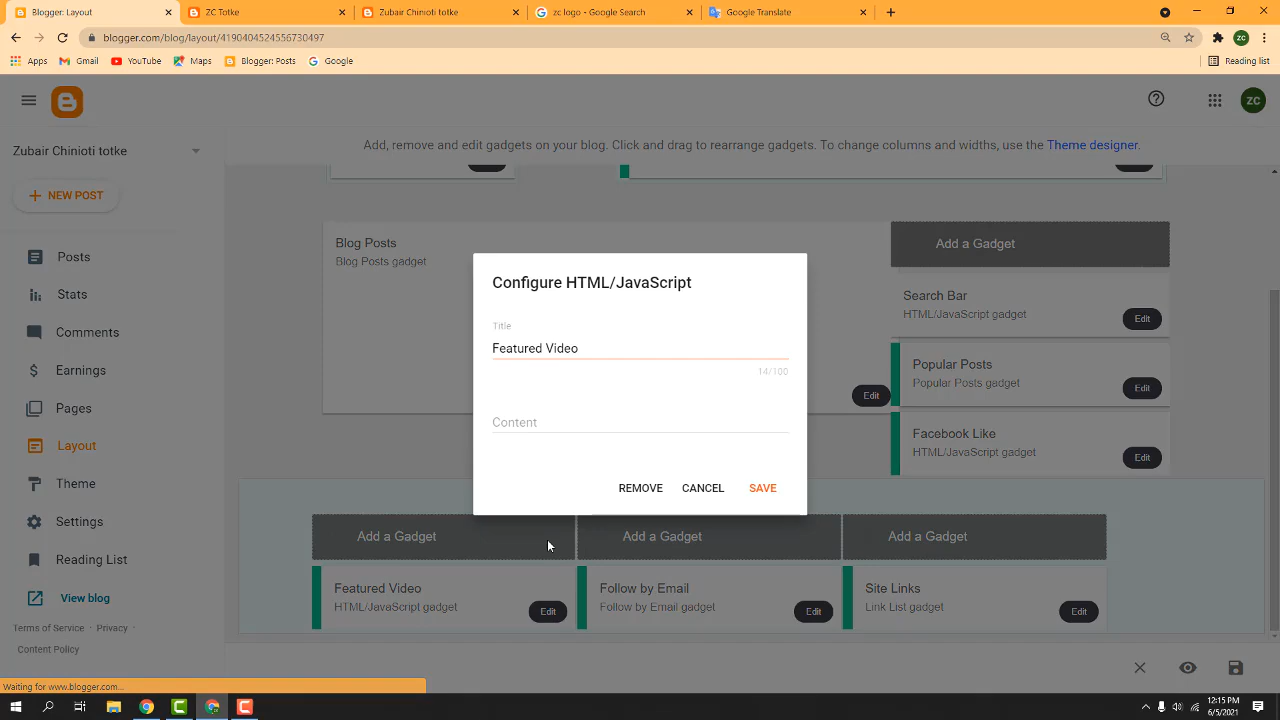 Blogger: Layout
ZC Totke
Zubair Chinioti totke
zc logo - Google Search
Google Translate
blogger.com/blog/layout/4190404524556730497
ZC
Apps
Gmail
YouTube
Maps
Blogger: Posts
Google
Reading list
ZC
Zubair Chinioti totke
Add, remove and edit gadgets on your blog. Click and drag to rearrange gadgets. To change columns and widths, use the Theme designer.
NEW POST
Posts
Stats
Comments
Earnings
Pages
Layout
Theme
Settings
Reading List
View blog
Terms of Service · Privacy ·
Content Policy
Edit
Edit
Blog Posts
Blog Posts gadget
Edit
Add a Gadget
Search Bar
HTML/JavaScript gadget
Edit
Popular Posts
Popular Posts gadget
Edit
Facebook Like
HTML/JavaScript gadget
Edit
Configure HTML/JavaScript
Title
Featured Video
14/100
Content
REMOVE
CANCEL
SAVE
Add a Gadget
Add a Gadget
Add a Gadget
Featured Video
HTML/JavaScript gadget
Edit
Follow by Email
Follow by Email gadget
Edit
Site Links
Link List gadget
Edit
Waiting for www.blogger.com...
12:15 PM
6/5/2021